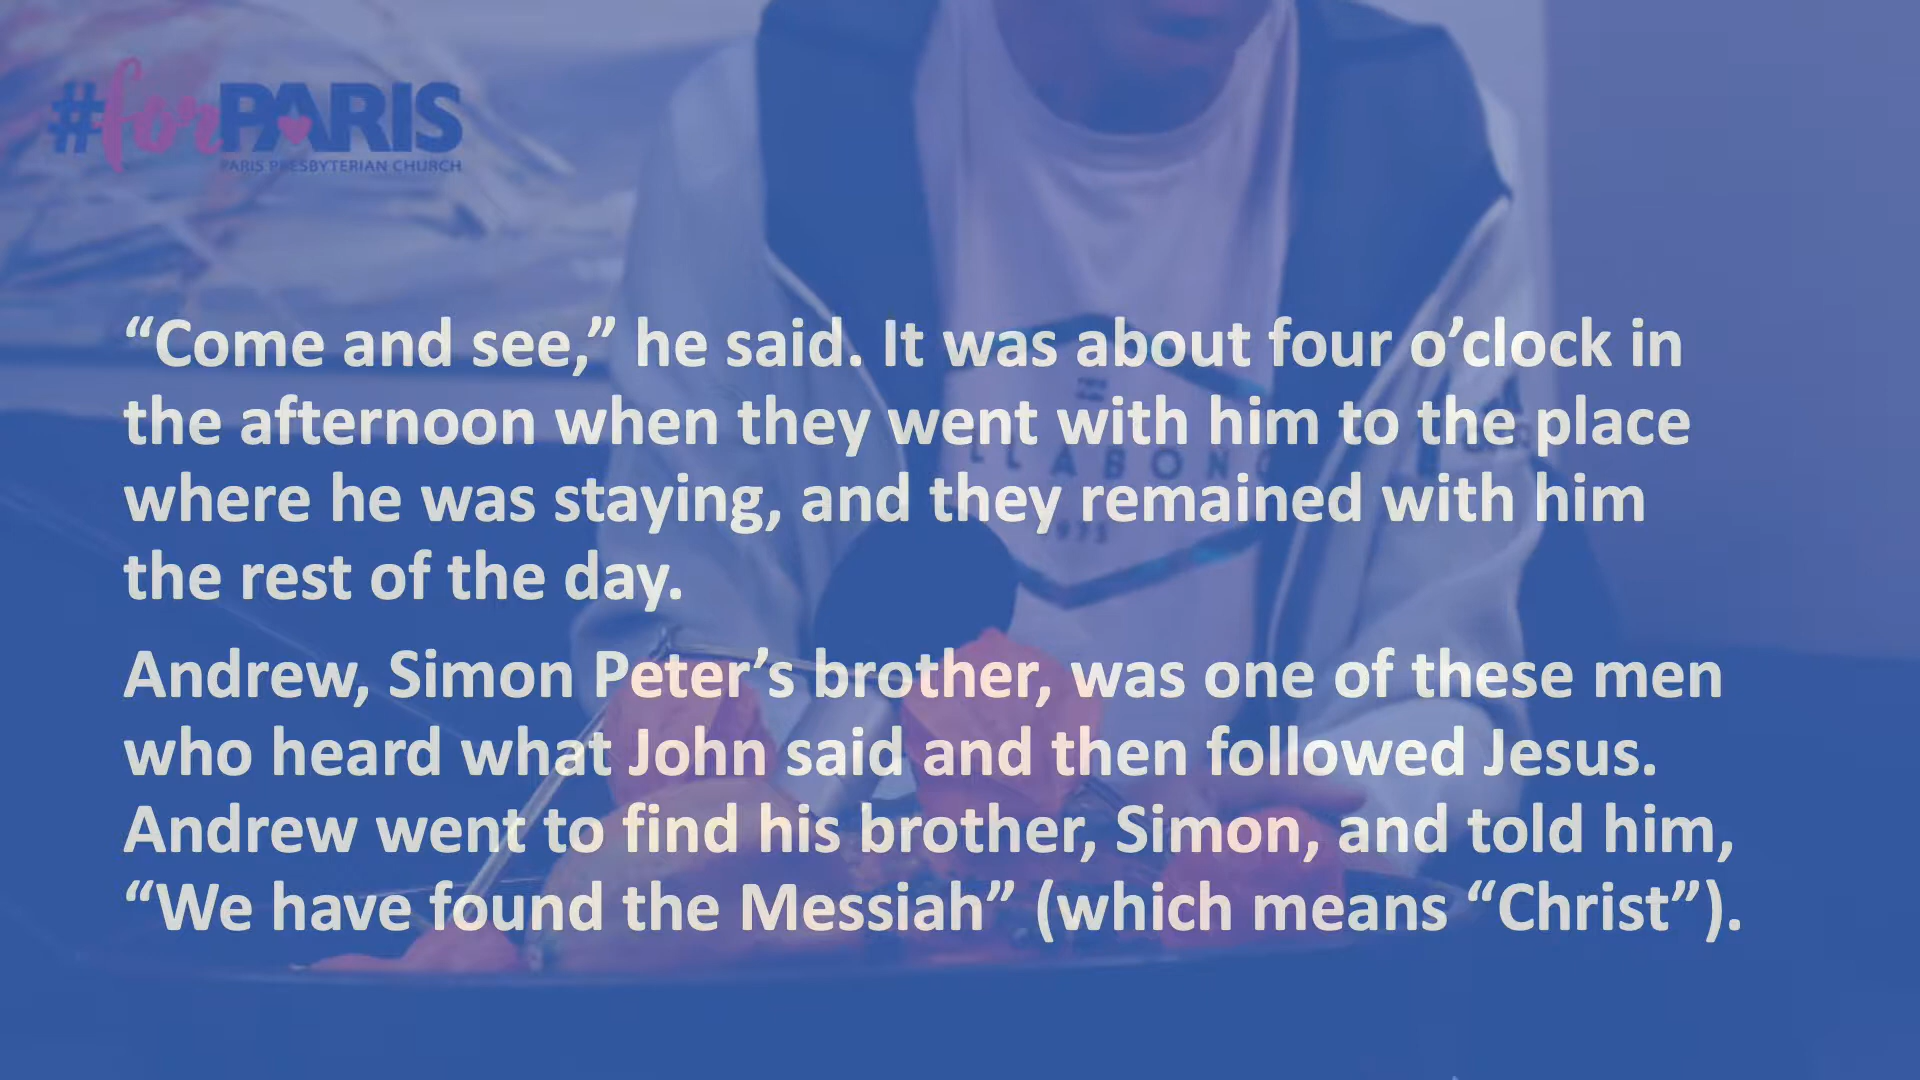 #forPARIS
PARIS PRESBYTERIAN CHURCH
“Come and see,” he said. It was about four o’clock in
the afternoon when they went with him to the place
where he was staying, and they remained with him
the rest of the day.
Andrew, Simon Peter’s brother, was one of these men
who heard what John said and then followed Jesus.
Andrew went to find his brother, Simon, and told him,
“We have found the Messiah” (which means “Christ”).